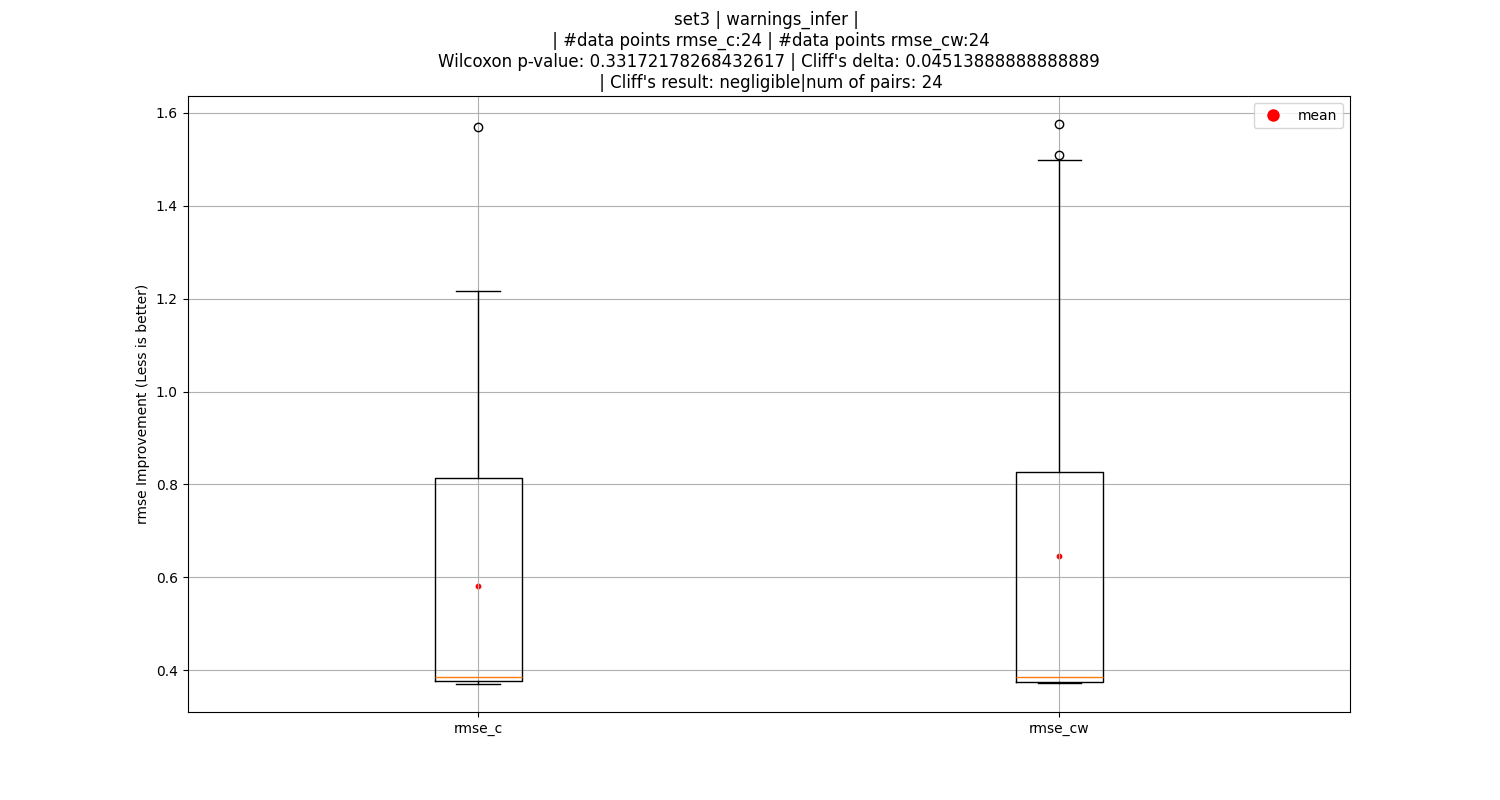 set3 | warnings_infer |
| #data points rmse_c:24 | #data points rmse_cw:24
Wilcoxon p-value: 0.33172178268432617 | Cliff's delta: 0.04513888888888889
| Cliff's result: negligible|num of pairs: 24
mean
rmse Improvement (Less is better)
1.6
1.4
1.2
1.0
0.8
0.6
0.4
rmse_c
rmse_cw